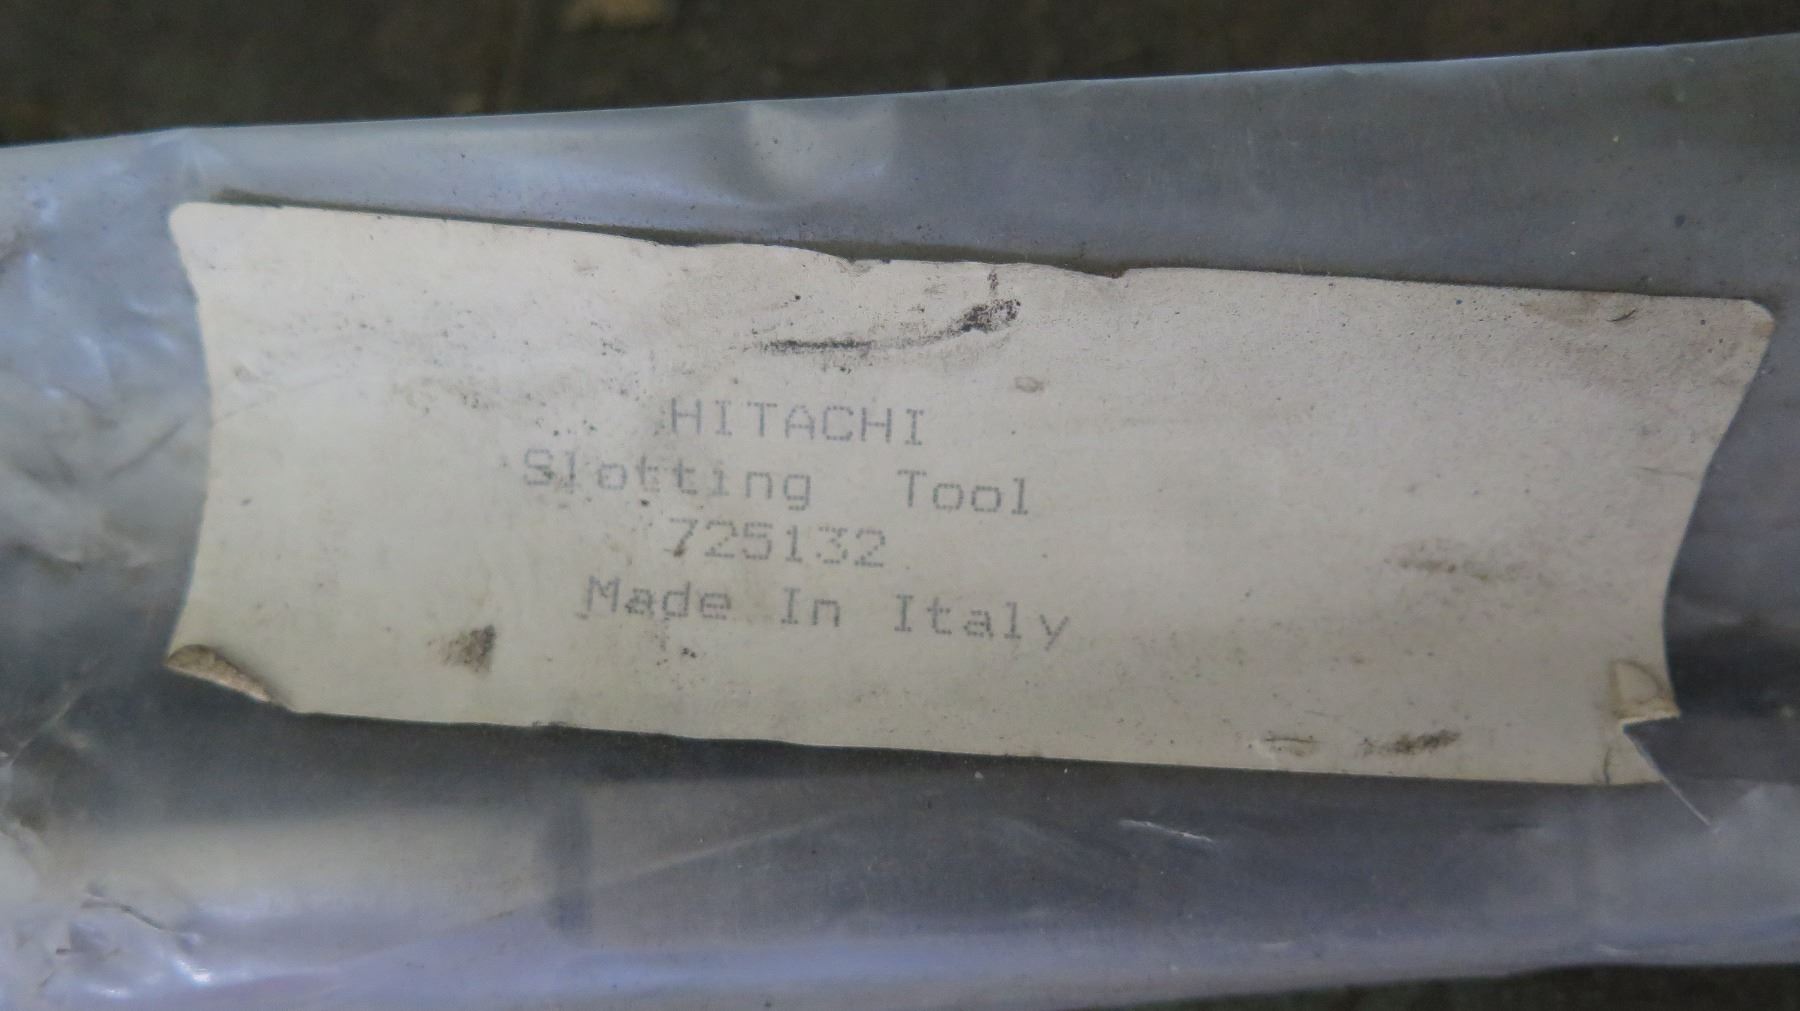 HITACHI
Slotting Tool
725132
Made In Italy